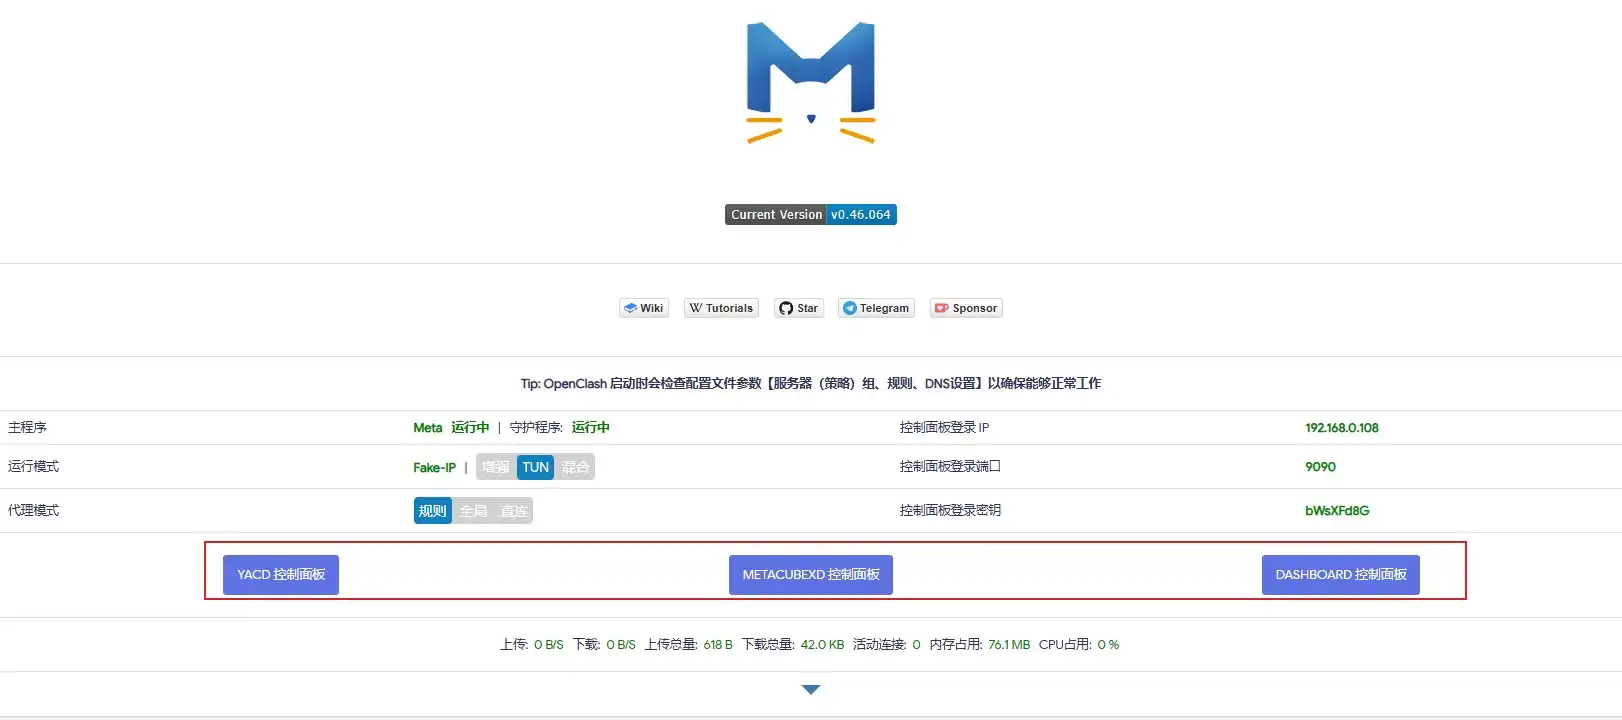 Current Version v0.46.064
Wiki Tutorials Star Telegram Sponsor
Tip: OpenClash 启动时会检查配置文件参数【服务器（策略）组、规则、DNS设置】以确保能够正常工作
主程序 Meta 运行中 | 守护程序: 运行中 控制面板登录 IP 192.168.0.108
运行模式 Fake-IP | 增强 TUN 混合 控制面板登录端口 9090
代理模式 规则 全局 直连 控制面板登录密钥 bWsXFd8G
YACD 控制面板 METACUBEXD 控制面板 DASHBOARD 控制面板
上传: 0 B/S 下载: 0 B/S 上传总量: 618 B 下载总量: 42.0 KB 活动连接: 0 内存占用: 76.1 MB CPU占用: 0 %